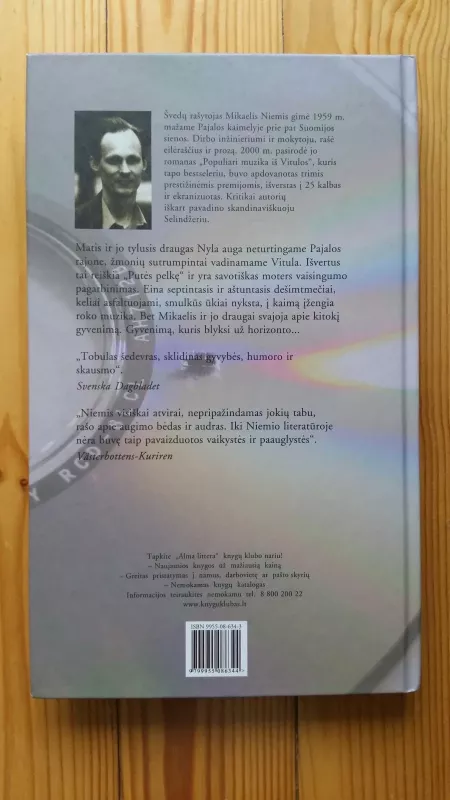 Švedų rašytojas Mikaelis Niemis gimė 1959 m.
mažame Pajalos kaimelyje prie pat Suomijos
sienos. Dirbo inžinieriumi ir mokytoju, rašė
eilėraščius ir prozą. 2000 m. pasirodė jo
romanas „Populiari muzika iš Vitulos“, kuris
tapo bestseleriu, buvo apdovanotas trimis
prestižinėmis premijomis, išverstas į 25 kalbas
ir ekranizuotas. Kritikai autorių
iškart pavadino skandinaviškuoju
Selindžeriu.
Matis ir jo tylusis draugas Nyla auga neturtingame Pajalos
rajone, žmonių sutrumpintai vadinamame Vitula. Išvertus
tai reiškia „Putės pelkę“ ir yra savotiškas moters vaisingumo
pagarbinimas. Eina septintasis ir aštuntasis dešimtmečiai,
keliai asfaltuojami, smulkūs ūkiai nyksta, į kaimą įžengia
roko muzika. Bet Mikaelis ir jo draugai svajoja apie kitokį
gyvenimą. Gyvenimą, kuris blyksi už horizonto...
„Tobulas šedevras, sklidinas gyvybės, humoro ir
skausmo“.
Svenska Dagbladet
„Niemis visiškai atvirai, nepripažindamas jokių tabu,
rašo apie augimo bėdas ir audras. Iki Niemio literatūroje
nėra buvę taip pavaizduotos vaikystės ir paauglystės“.
Västerbottens-Kuriren
Tapkite „Alma littera“ knygų klubo nariu!
– Naujausios knygos už mažiausią kainą
– Greitas pristatymas į namus, darbovietę ar pašto skyrių
– Nemokamas knygų katalogas
Informacijos teiraukitės nemokamu tel. 8 800 200 22
www.knyguklubas.lt
ISBN 9955-08-634-3
9 789955 086344